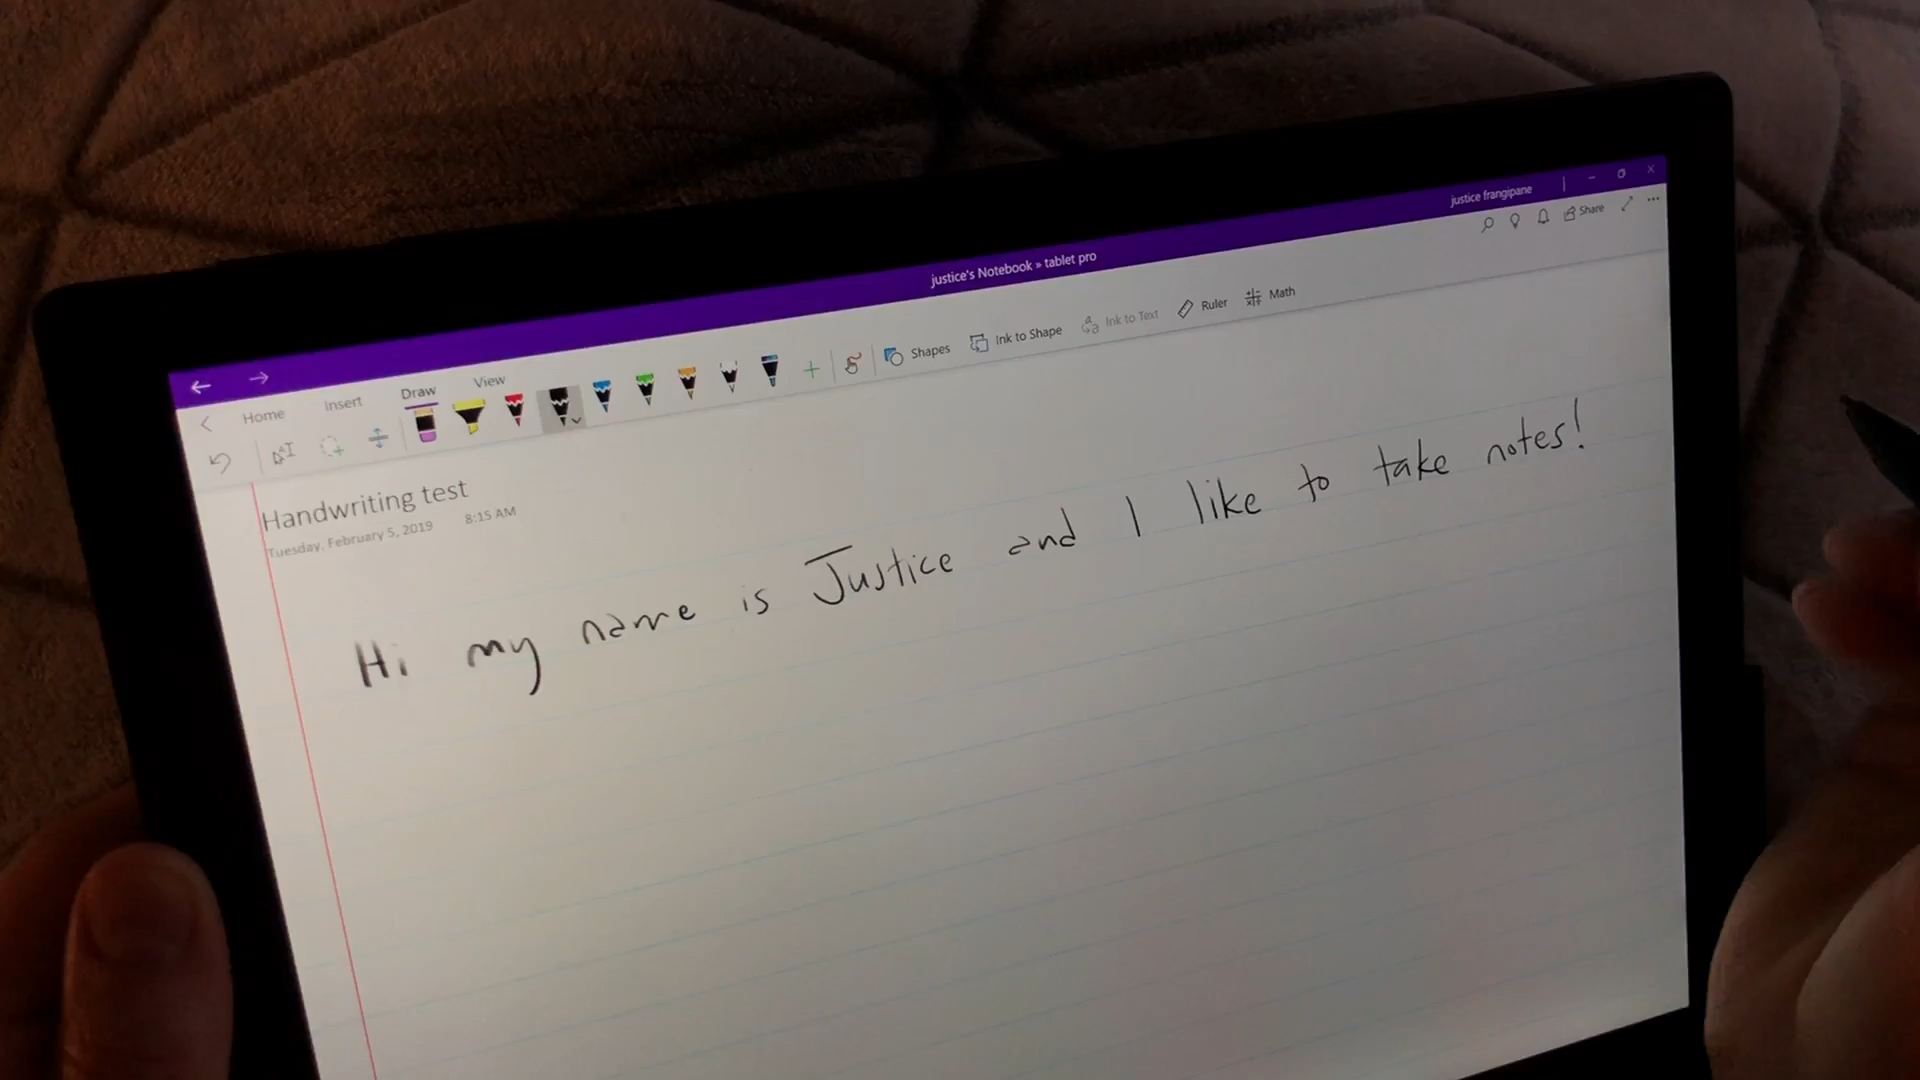 justice frangipane
justice's Notebook » tablet pro
Share
Home Insert Draw View
Shapes Ink to Shape Ink to Text Ruler Math
Handwriting test
Tuesday, February 5, 2019 8:15 AM
Hi my name is Justice and I like to take notes!